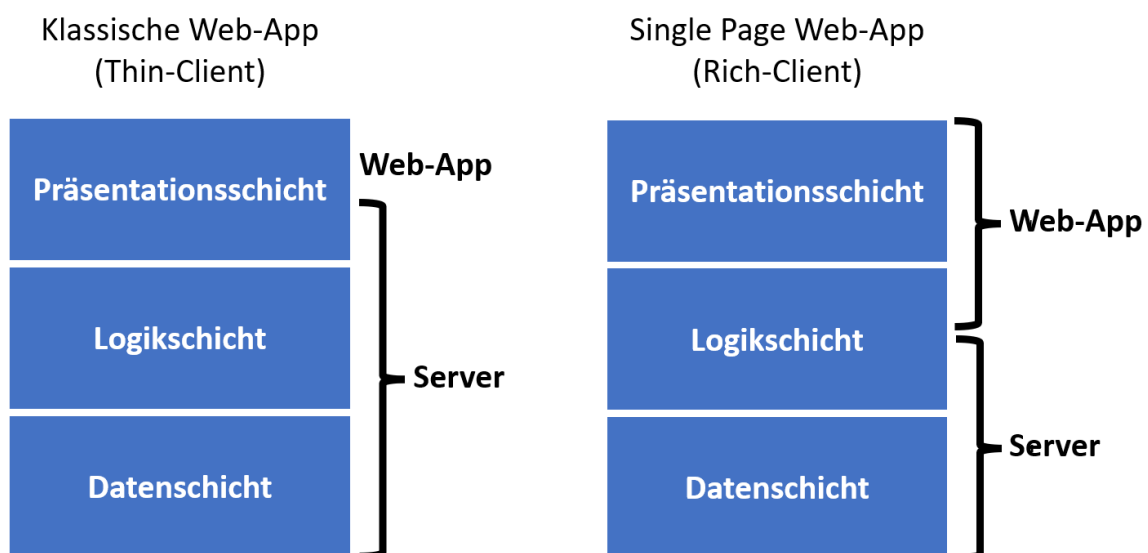 Klassische Web-App
(Thin-Client)
Präsentationsschicht
Web-App
Logikschicht
Server
Datenschicht
Single Page Web-App
(Rich-Client)
Präsentationsschicht
Web-App
Logikschicht
Server
Datenschicht